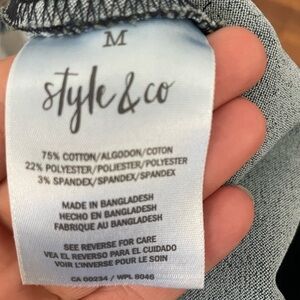 M
style & co
75% COTTON/ALGODON/COTON
22% POLYESTER/POLIESTER/POLYESTER
3% SPANDEX/SPANDEX/SPANDEX
MADE IN BANGLADESH
HECHO EN BANGLADESH
FABRIQUE AU BANGLADESH
SEE REVERSE FOR CARE
VEA EL REVERSO PARA EL CUIDADO
VOIR L'INVERSE POUR LE SOIN
CA 00234 / WPL 8046